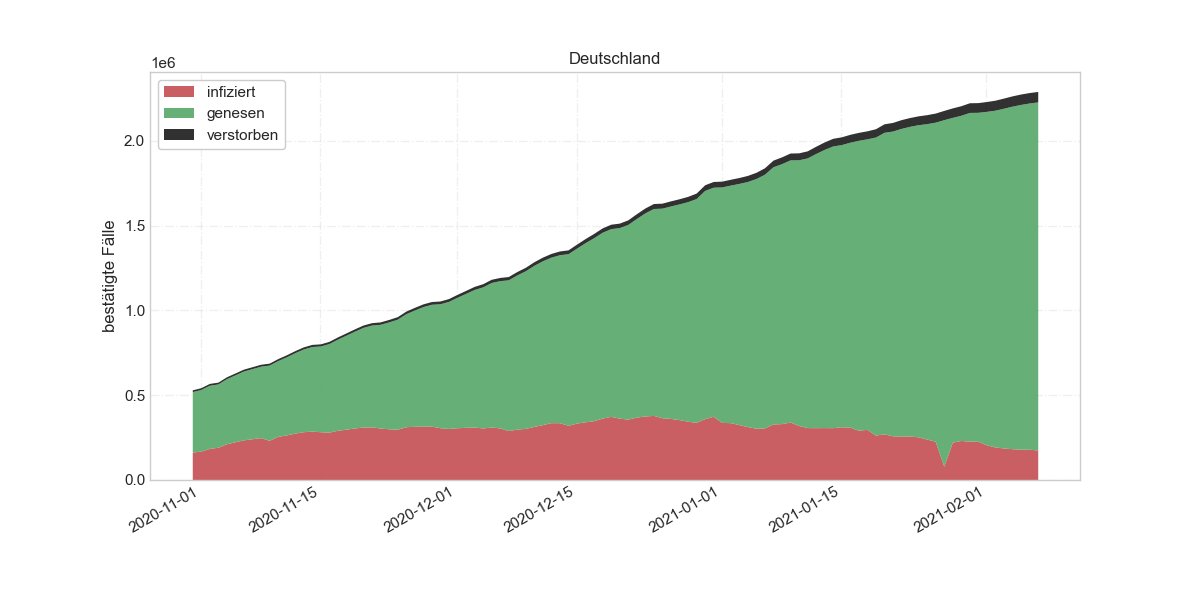 Deutschland
1e6
infiziert
genesen
verstorben
bestätigte Fälle
2.0
1.5
1.0
0.5
0.0
2020-11-01
2020-11-15
2020-12-01
2020-12-15
2021-01-01
2021-01-15
2021-02-01